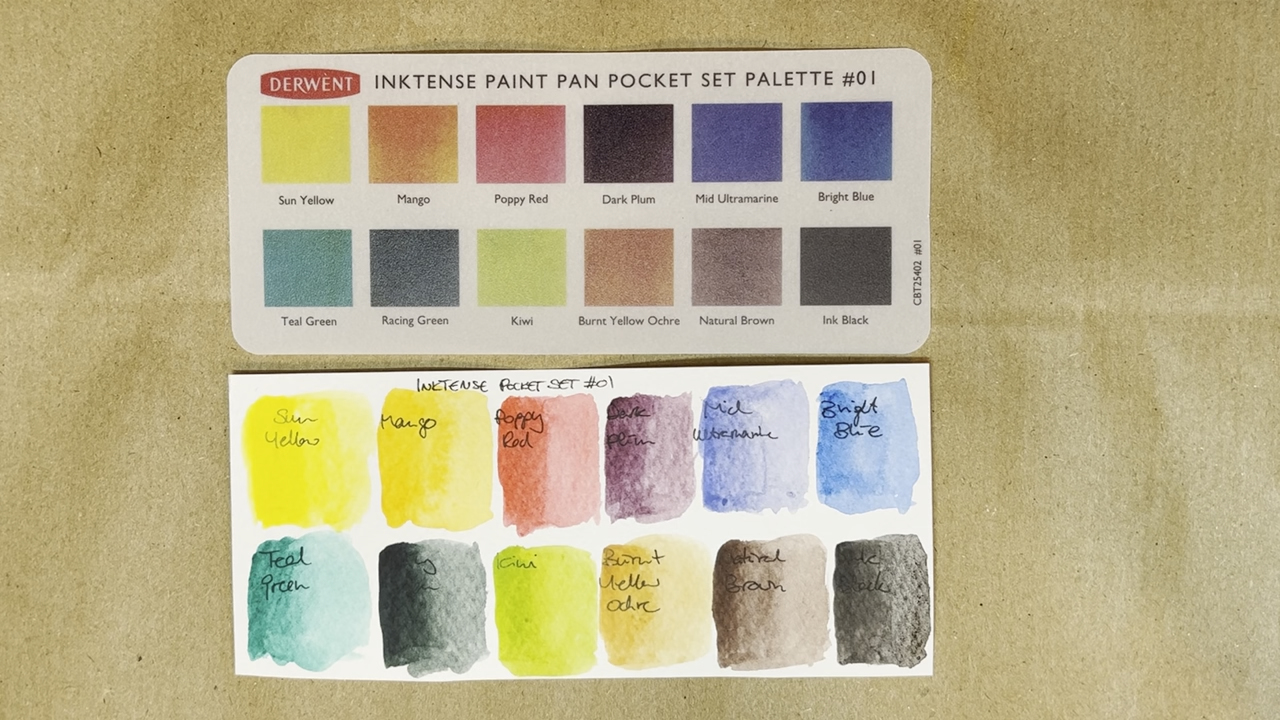 DERWENT INKTENSE PAINT PAN POCKET SET PALETTE #01
Sun Yellow Mango Poppy Red Dark Plum Mid Ultramarine Bright Blue
Teal Green Racing Green Kiwi Burnt Yellow Ochre Natural Brown Ink Black
CBT25402 #01
INKTENSE POCKET SET #01
Sun
Yellow
Mango
Poppy
Red
Dark
Plum
Mid
Ultramarine
Bright
Blue
Teal
Green
Kiwi
Burnt
Yellow
Ochre
Natural
Brown